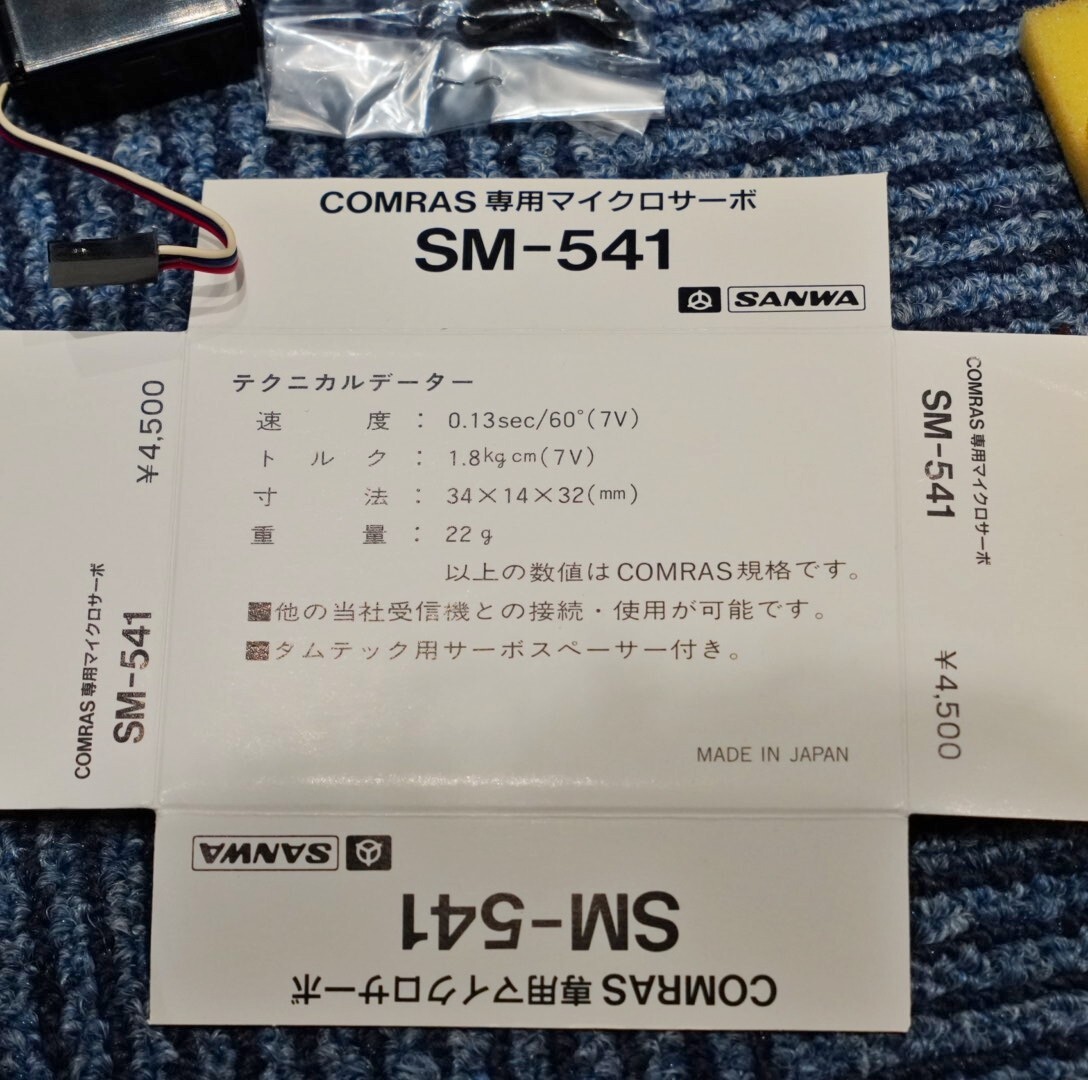 COMRAS 専用マイクロサーボ
SM-541
SANWA
テクニカルデーター
速度：0.13sec/60°(7V)
トルク：1.8kg cm(7V)
寸法：34×14×32(mm)
重量：22g
以上の数値はCOMRAS規格です。
■他の当社受信機との接続・使用が可能です。
■タムテック用サーボスペーサー付き。
MADE IN JAPAN
¥4,500
COMRAS 専用マイクロサーボ
SM-541
COMRAS 専用マイクロサーボ
SM-541
¥4,500
COMRAS 専用マイクロサーボ
SM-541
SANWA